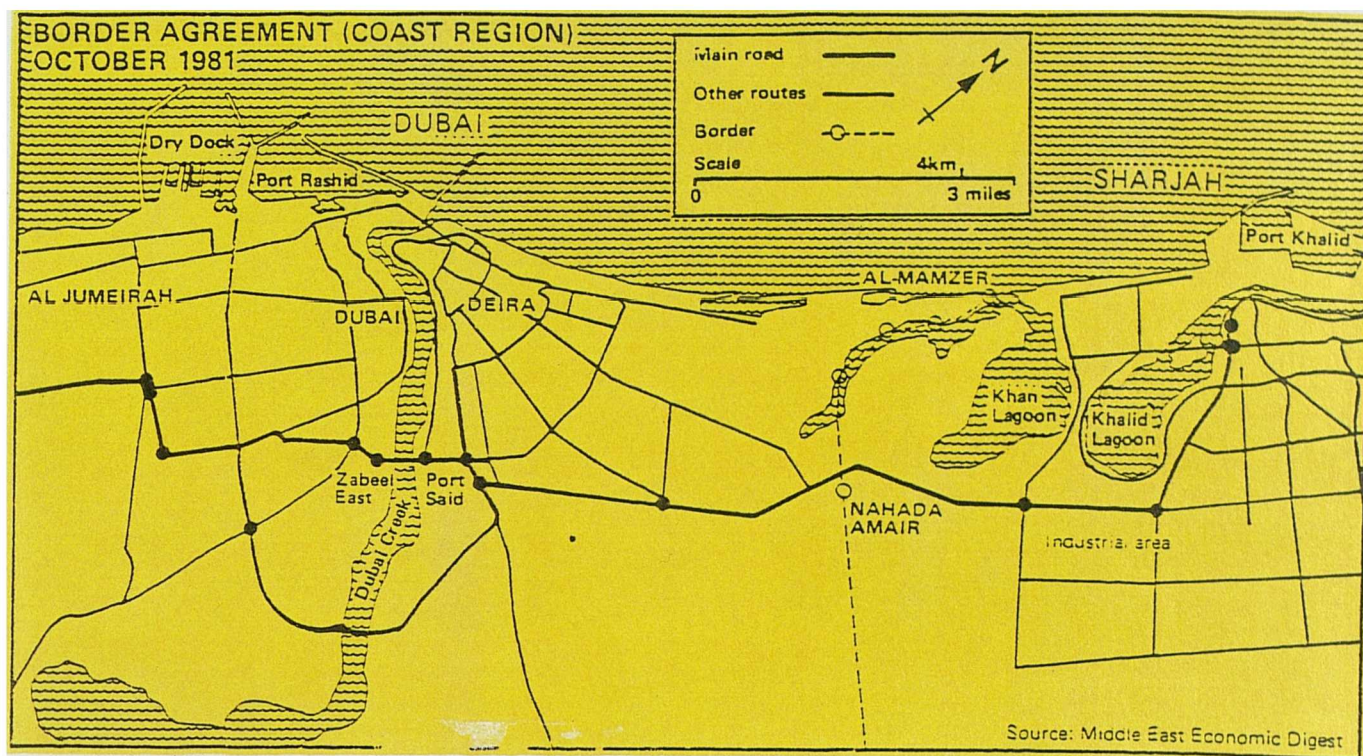 BORDER AGREEMENT (COAST REGION)
OCTOBER 1981
Main road
Other routes
Border
Scale
4km
0
3 miles
N
DUBAI
Dry Dock
Port Rashid
SHARJAH
Port Khalid
AL JUMEIRAH
DUBAI
DEIRA
AL-MAMZER
Khan
Lagoon
Khalid
Lagoon
Zabeel
East
Port
Said
Dubai Creek
NAHADA
AMAIR
Industrial area
Source: Middle East Economic Digest